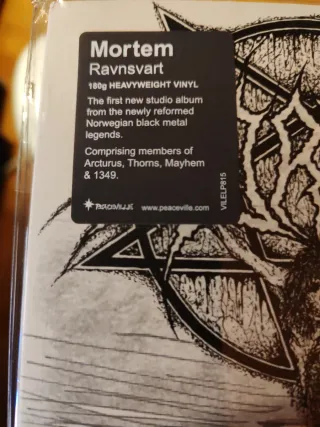 Mortem
Ravnsvart
180g HEAVYWEIGHT VINYL
The first new studio album
from the newly reformed
Norwegian black metal
legends.
Comprising members of
Arcturus, Thorns, Mayhem
& 1349.
PEACEVILLE www.peaceville.com
VILELP815